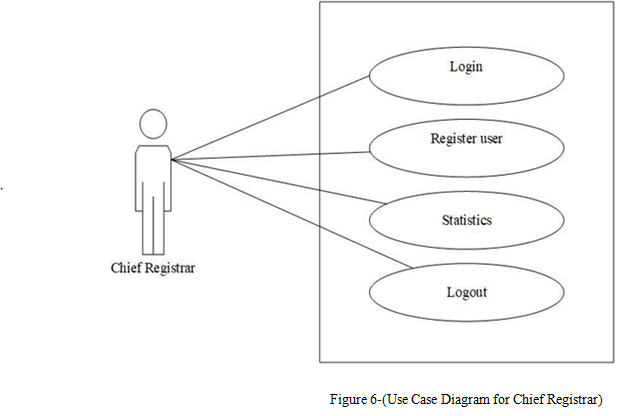 Login
Register user
Statistics
Logout
Chief Registrar
Figure 6-(Use Case Diagram for Chief Registrar)